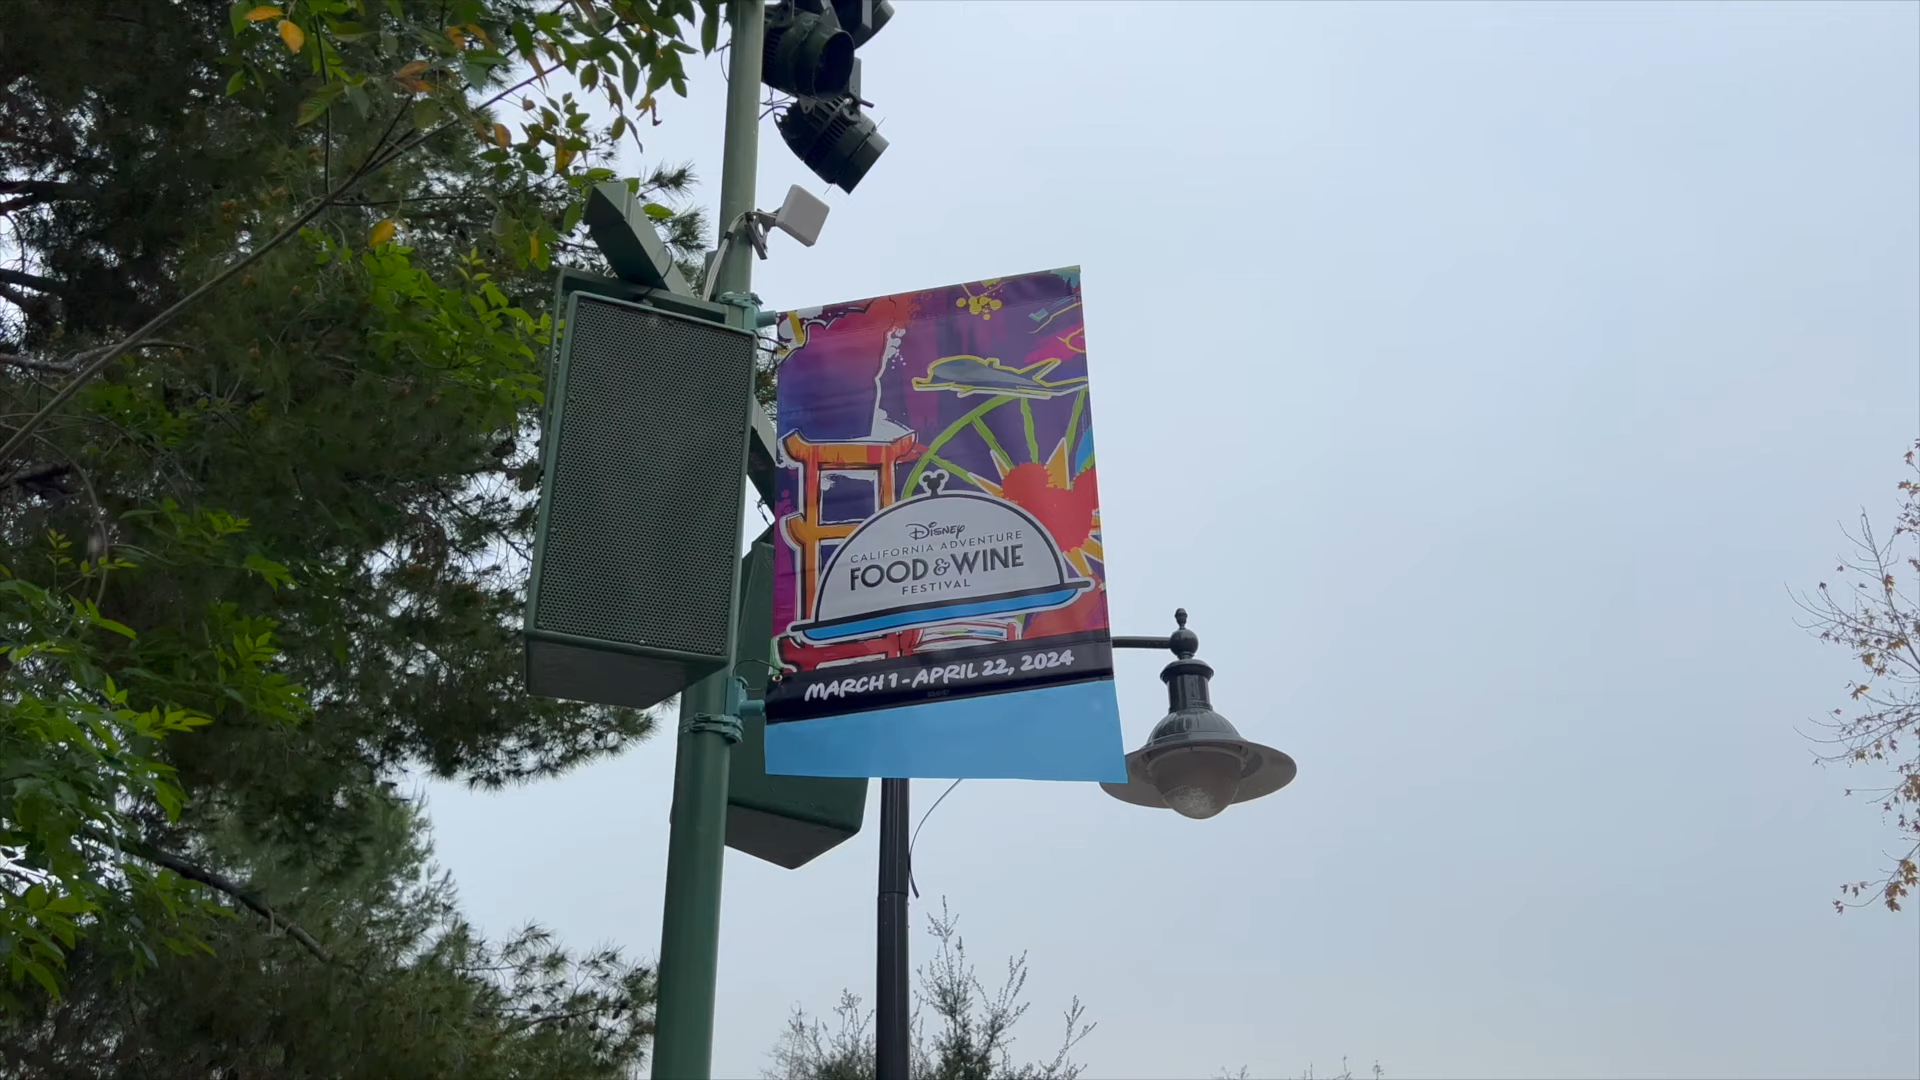 Disney
CALIFORNIA ADVENTURE
FOOD & WINE
FESTIVAL
MARCH 1 - APRIL 22, 2024